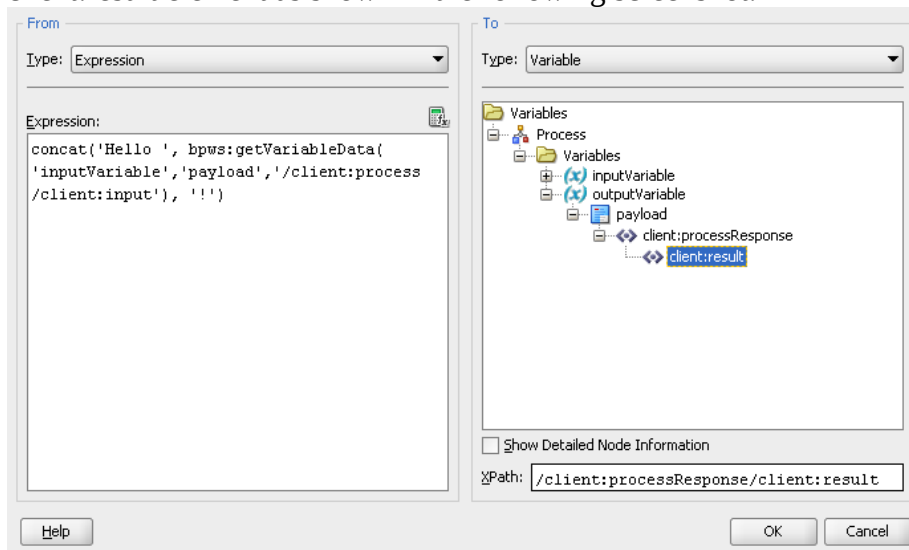 From
Type: Expression
Expression:
concat('Hello ', bpws:getVariableData(
'inputVariable','payload','/client:process
/client:input'), '!')
To
Type: Variable
Variables
Process
Variables
(x) inputVariable
(x) outputVariable
payload
client:processResponse
client:result
Show Detailed Node Information
XPath: /client:processResponse/client:result
Help
OK
Cancel